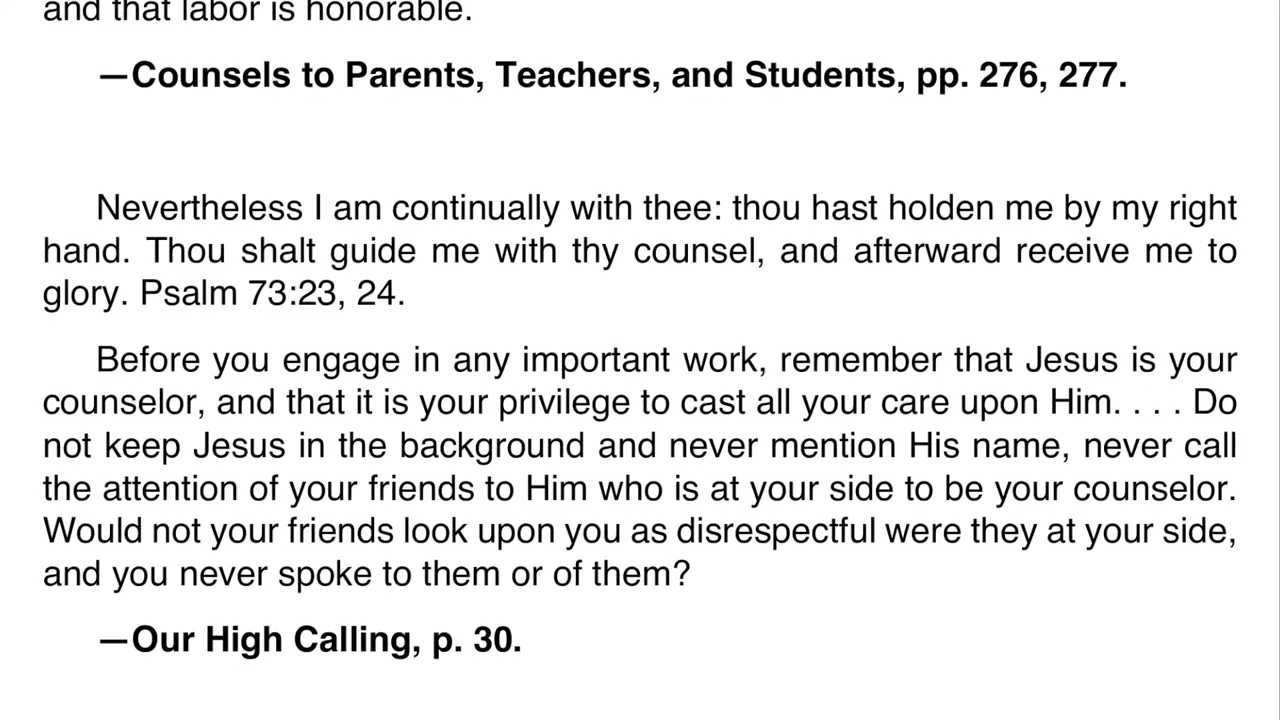 and that labor is honorable.
—Counsels to Parents, Teachers, and Students, pp. 276, 277.
Nevertheless I am continually with thee: thou hast holden me by my right
hand. Thou shalt guide me with thy counsel, and afterward receive me to
glory. Psalm 73:23, 24.
Before you engage in any important work, remember that Jesus is your
counselor, and that it is your privilege to cast all your care upon Him. . . . Do
not keep Jesus in the background and never mention His name, never call
the attention of your friends to Him who is at your side to be your counselor.
Would not your friends look upon you as disrespectful were they at your side,
and you never spoke to them or of them?
—Our High Calling, p. 30.